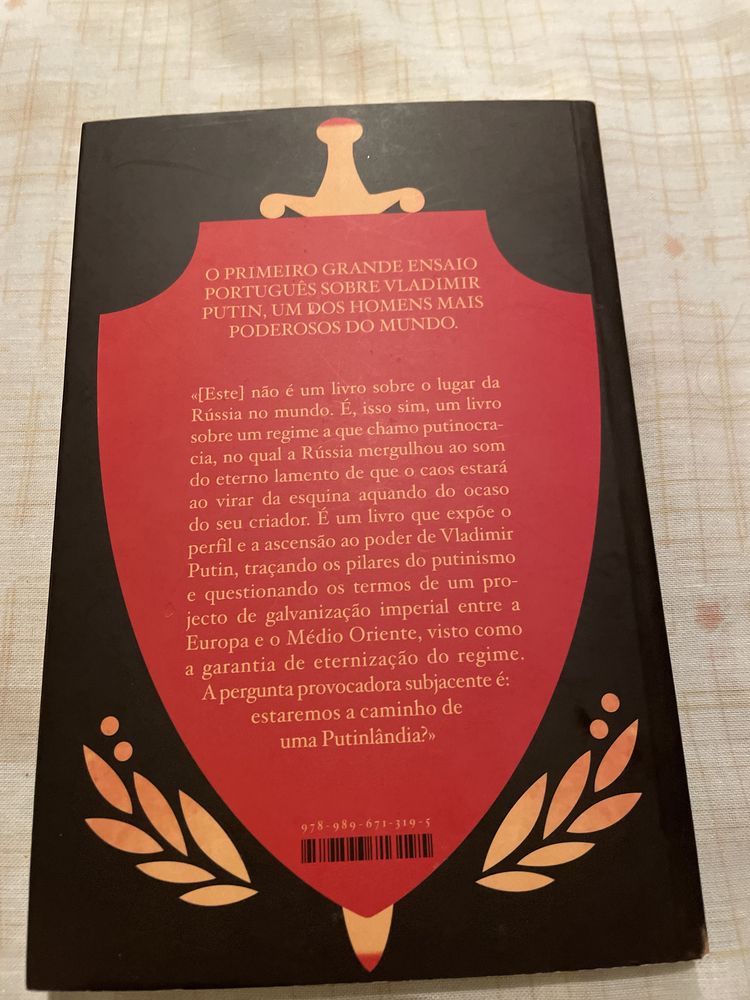 O PRIMEIRO GRANDE ENSAIO
PORTUGUÊS SOBRE VLADIMIR
PUTIN, UM DOS HOMENS MAIS
PODEROSOS DO MUNDO.
«[Este] não é um livro sobre o lugar da
Rússia no mundo. É, isso sim, um livro
sobre um regime a que chamo putinocra-
cia, no qual a Rússia mergulhou ao som
do eterno lamento de que o caos estará
ao virar da esquina aquando do ocaso
do seu criador. É um livro que expõe o
perfil e a ascensão ao poder de Vladimir
Putin, traçando os pilares do putinismo
e questionando os termos de um pro-
jecto de galvanização imperial entre a
Europa e o Médio Oriente, visto como
a garantia de eternização do regime.
A pergunta provocadora subjacente é:
estaremos a caminho de
uma Putinlândia?»
978-989-671-319-5